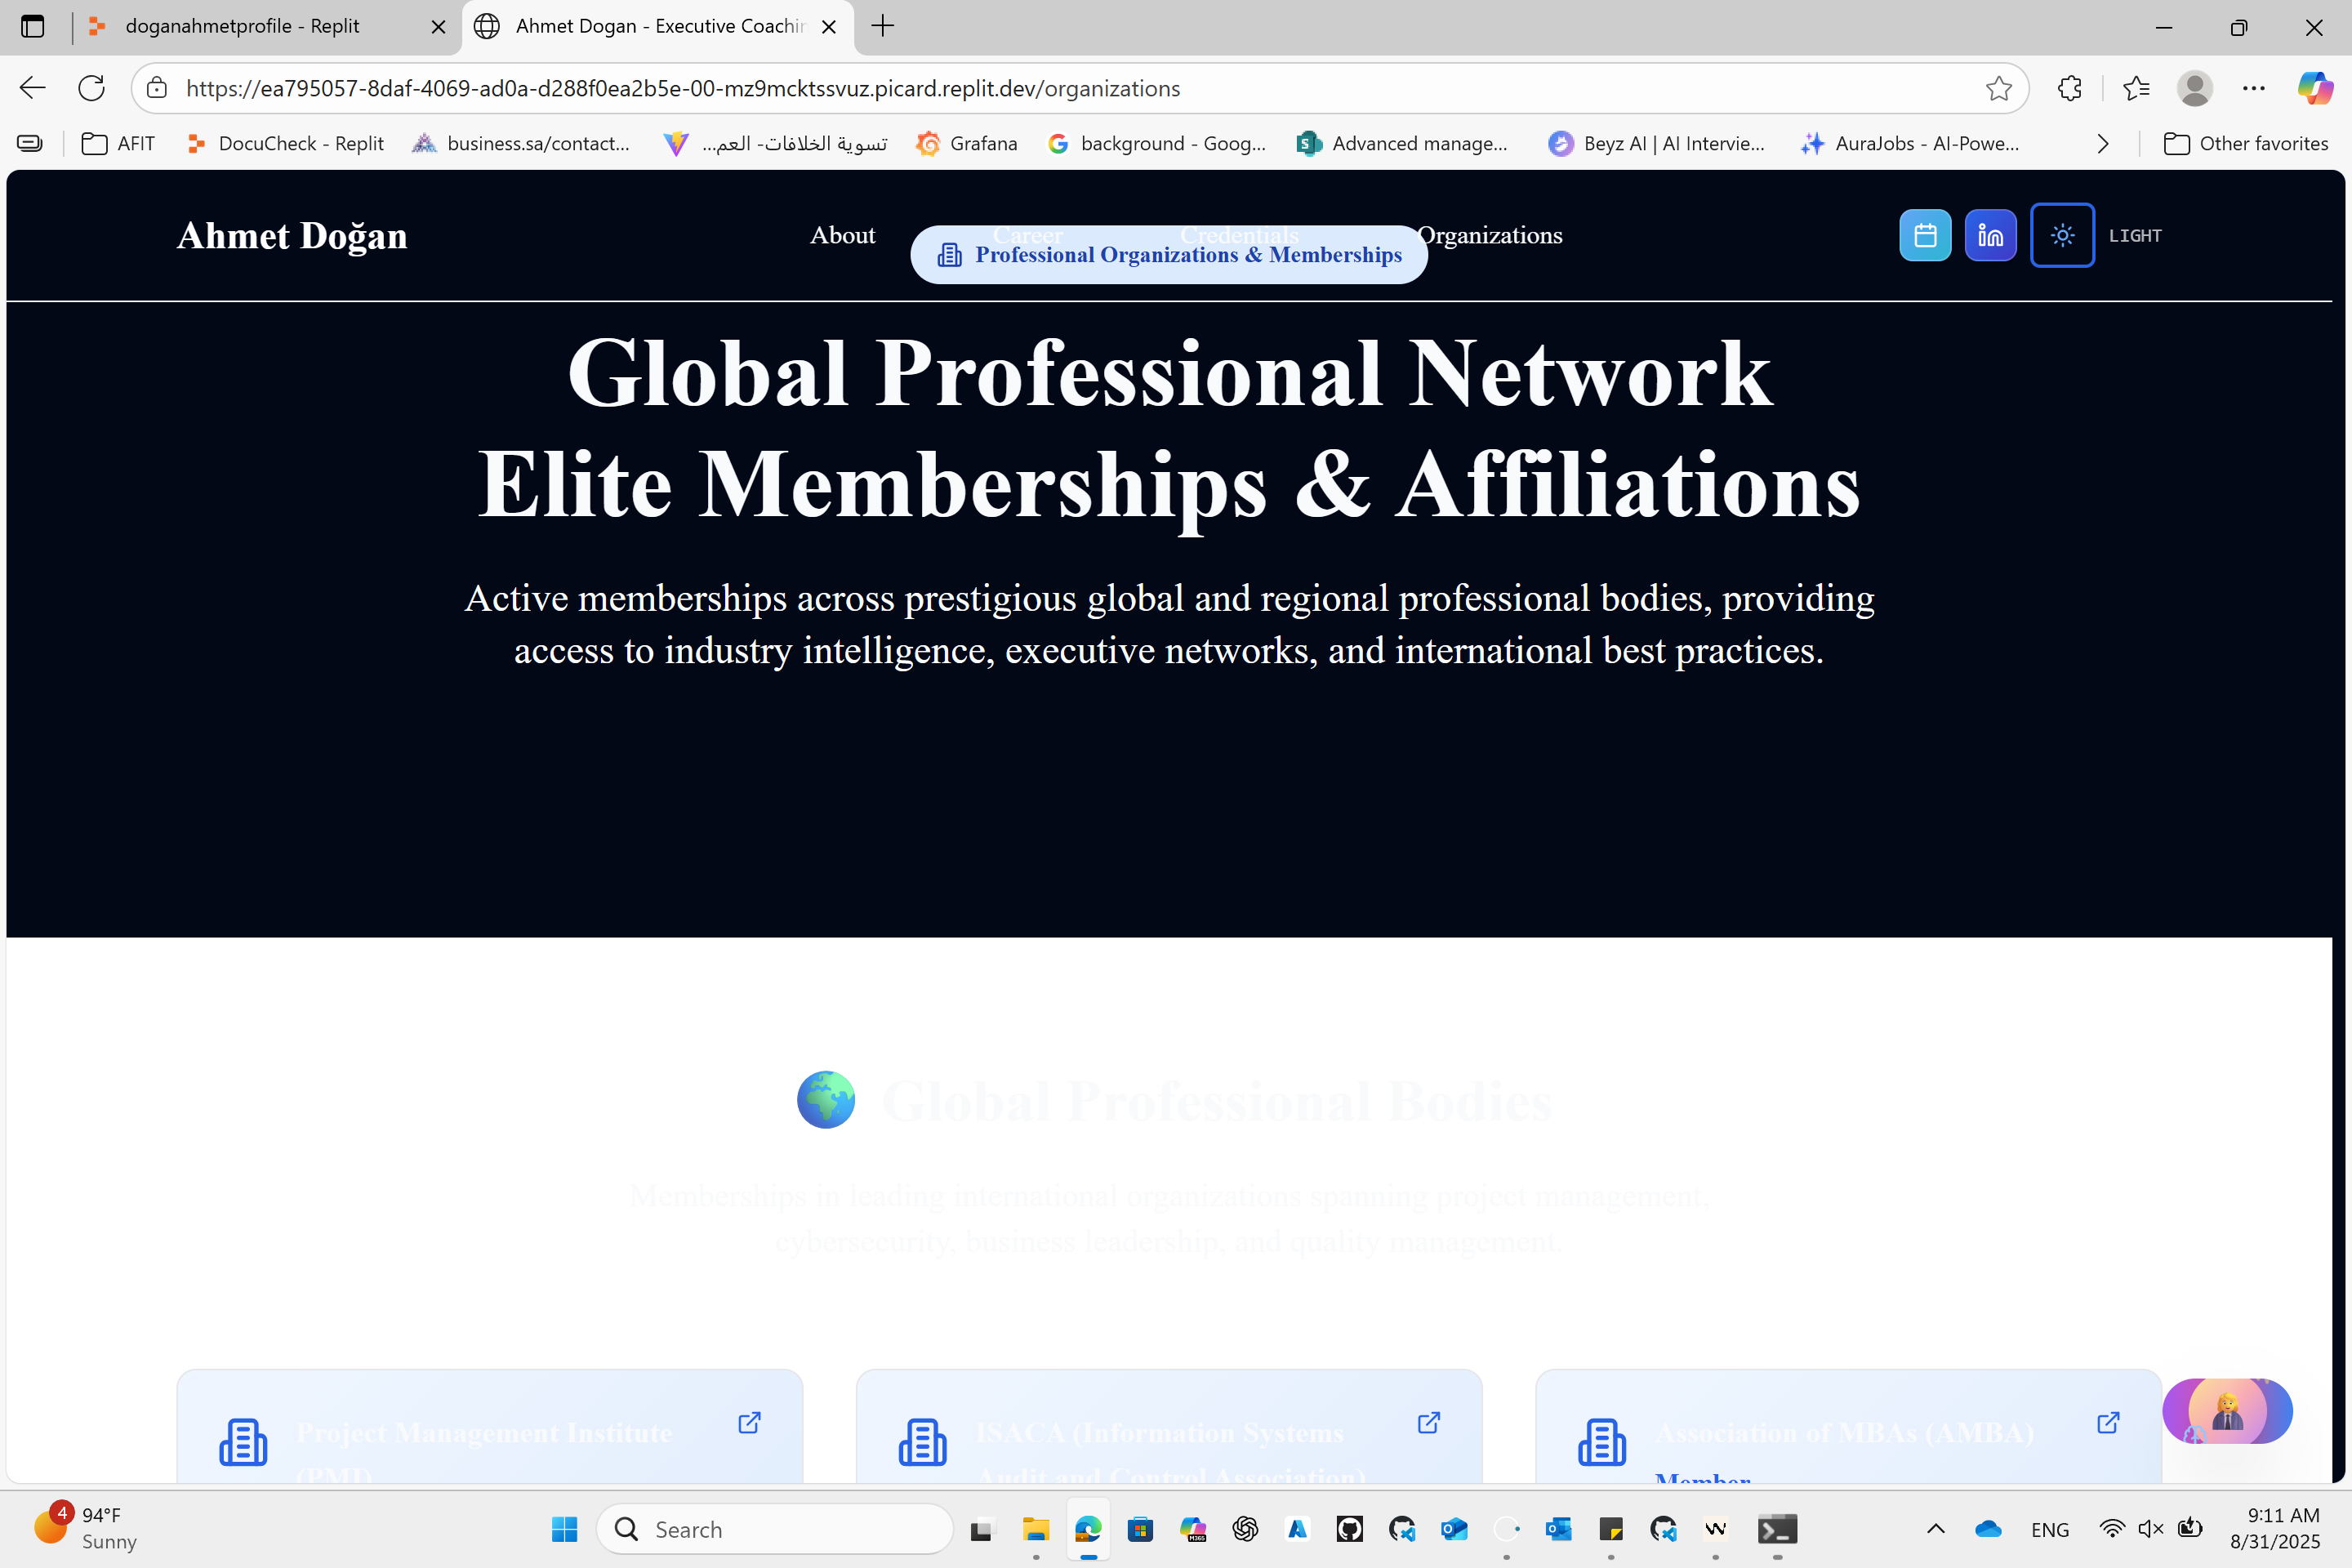 doganahmetprofile - Replit
Ahmet Dogan - Executive Coachin
https://ea795057-8daf-4069-ad0a-d288f0ea2b5e-00-mz9mcktssvuz.picard.replit.dev/organizations
AFIT
DocuCheck - Replit
business.sa/contact...
تسوية الخلافات- العم...
Grafana
background - Goog...
Advanced manage...
Beyz AI | AI Intervie...
AuraJobs - AI-Powe...
Other favorites
Ahmet Doğan
About
Career
Credentials
Organizations
LIGHT
Professional Organizations & Memberships
Global Professional Network
Elite Memberships & Affiliations
Active memberships across prestigious global and regional professional bodies, providing
access to industry intelligence, executive networks, and international best practices.
Global Professional Bodies
Memberships in leading international organizations spanning project management,
cybersecurity, business leadership, and quality management.
Project Management Institute
(PMI)
ISACA (Information Systems
Audit and Control Association)
Association of MBAs (AMBA)
Member
4
94°F
Sunny
Search
M365
ENG
9:11 AM
8/31/2025